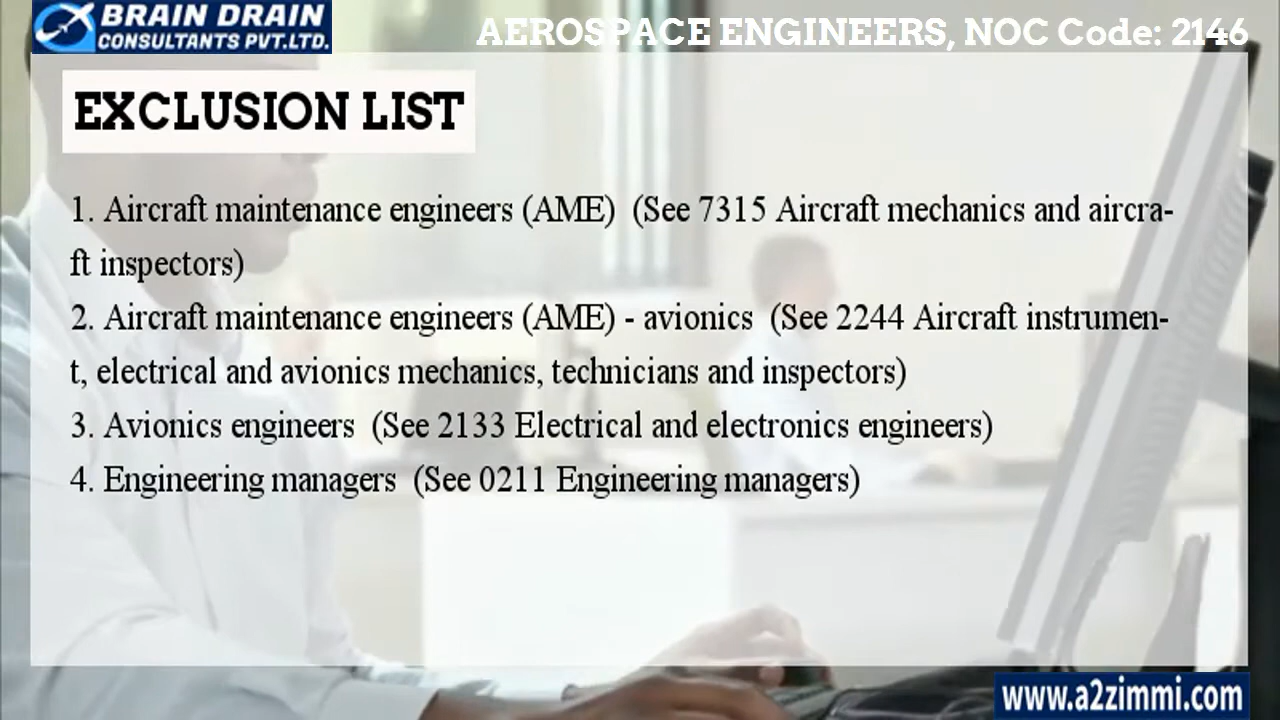 BRAIN DRAIN
CONSULTANTS PVT.LTD.
AEROSPACE ENGINEERS, NOC Code: 2146
EXCLUSION LIST
1. Aircraft maintenance engineers (AME)  (See 7315 Aircraft mechanics and aircra-
ft inspectors)
2. Aircraft maintenance engineers (AME) - avionics  (See 2244 Aircraft instrumen-
t, electrical and avionics mechanics, technicians and inspectors)
3. Avionics engineers  (See 2133 Electrical and electronics engineers)
4. Engineering managers  (See 0211 Engineering managers)
www.a2zimmi.com